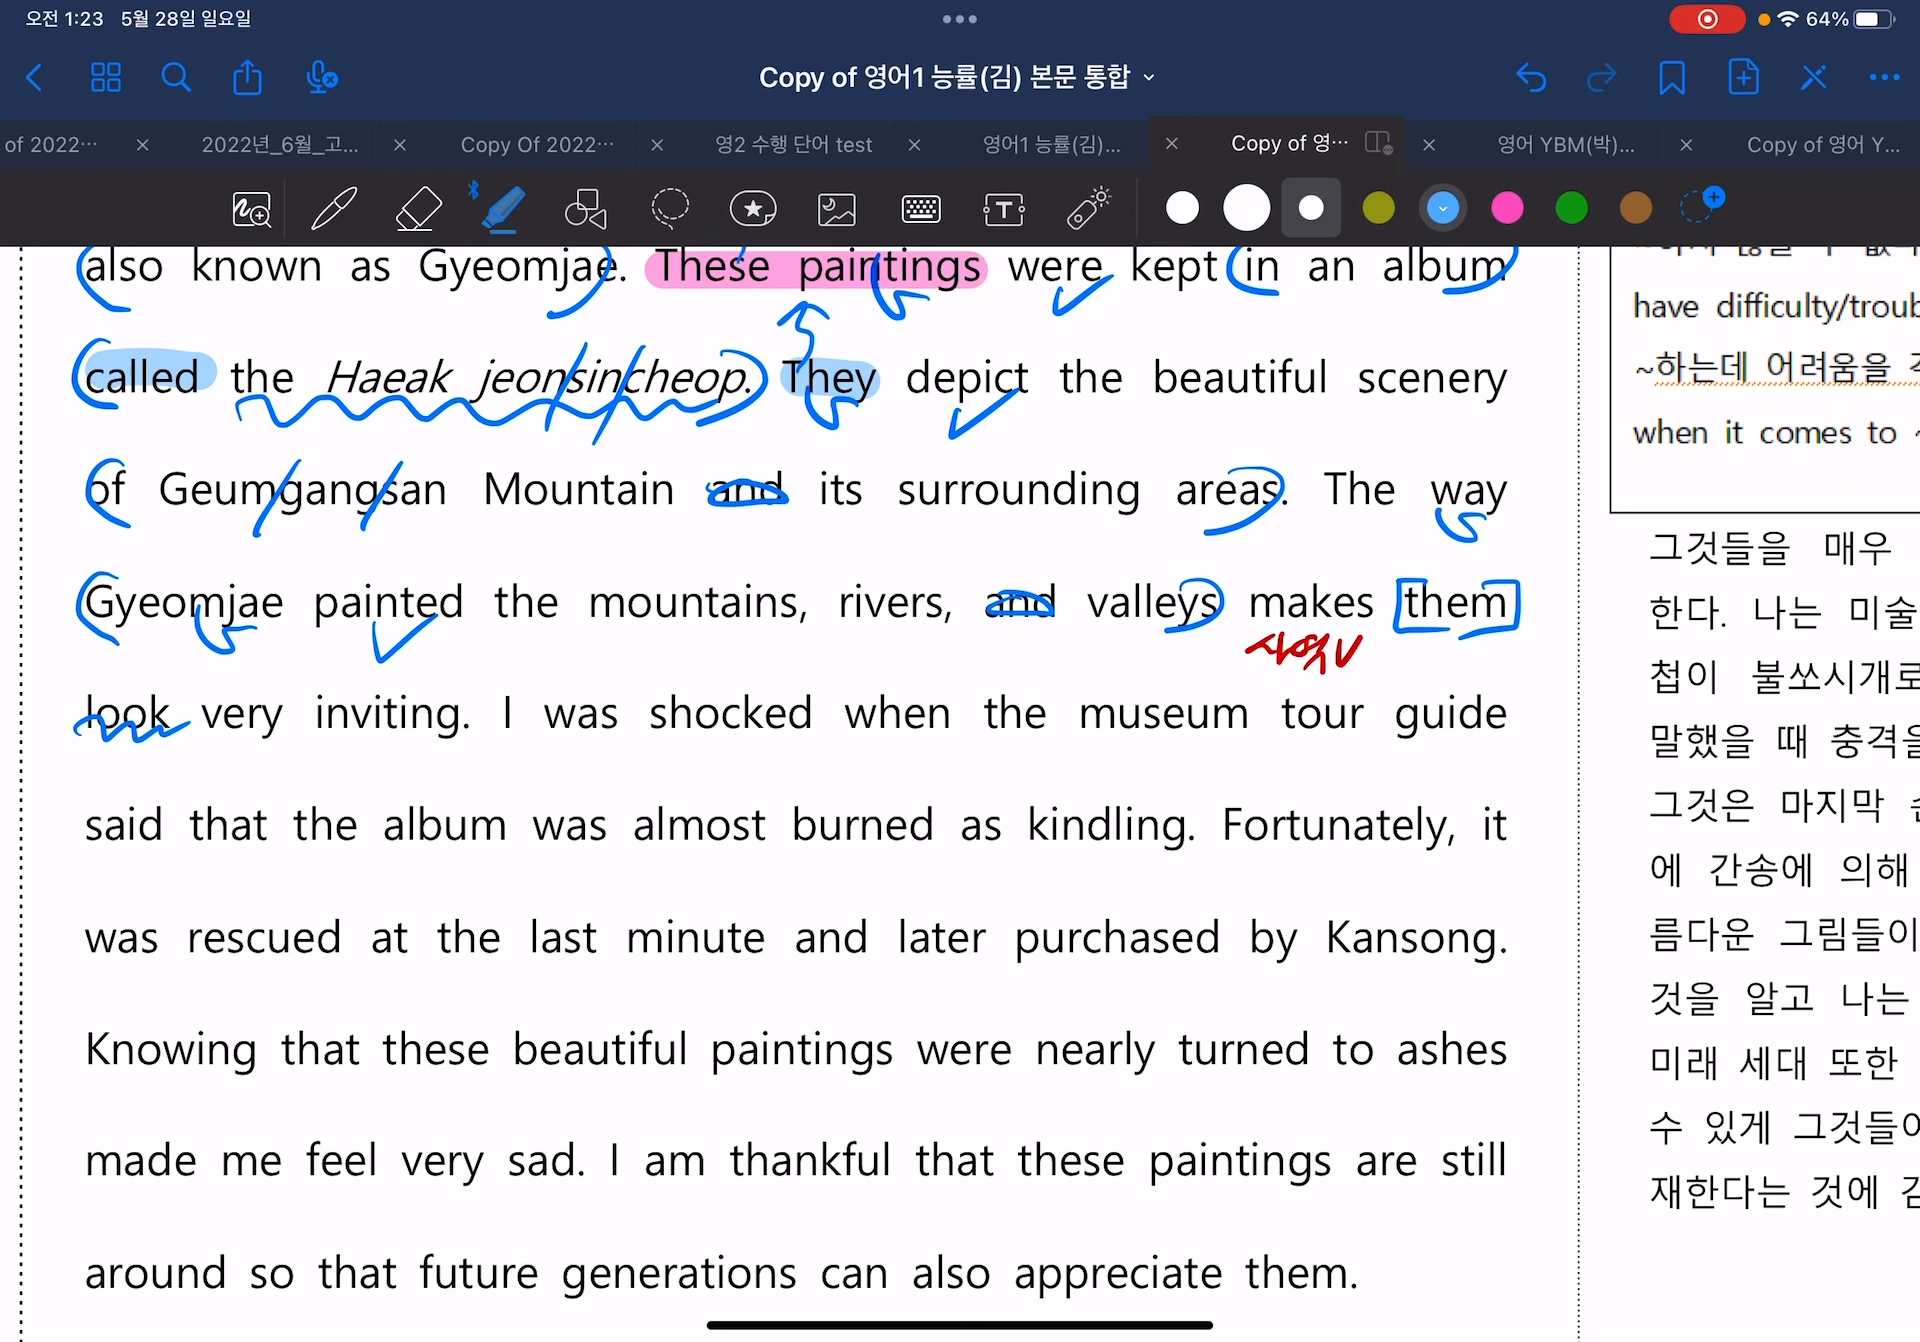 오전 1:23 5월 28일 일요일
64%
Copy of 영어1 능률(김) 본문 통합
of 2022···
2022년_6월_고...
Copy Of 2022···
영2 수행 단어 test
영어1 능률(김)...
Copy of 영···
영어 YBM(박)...
Copy of 영어 Y...
also known as Gyeomjae. These paintings were kept in an album
called the Haeak jeonsincheop. They depict the beautiful scenery
of Geumgangsan Mountain and its surrounding areas. The way
Gyeomjae painted the mountains, rivers, and valleys makes them
사역V
look very inviting. I was shocked when the museum tour guide
said that the album was almost burned as kindling. Fortunately, it
was rescued at the last minute and later purchased by Kansong.
Knowing that these beautiful paintings were nearly turned to ashes
made me feel very sad. I am thankful that these paintings are still
around so that future generations can also appreciate them.
have difficulty/troub
~하는데 어려움을
when it comes to ~
그것들을 매우
한다. 나는 미술
첩이 불쏘시개로
말했을 때 충격을
그것은 마지막
에 간송에 의해
름다운 그림들이
것을 알고 나는
미래 세대 또한
수 있게 그것들이
재한다는 것에